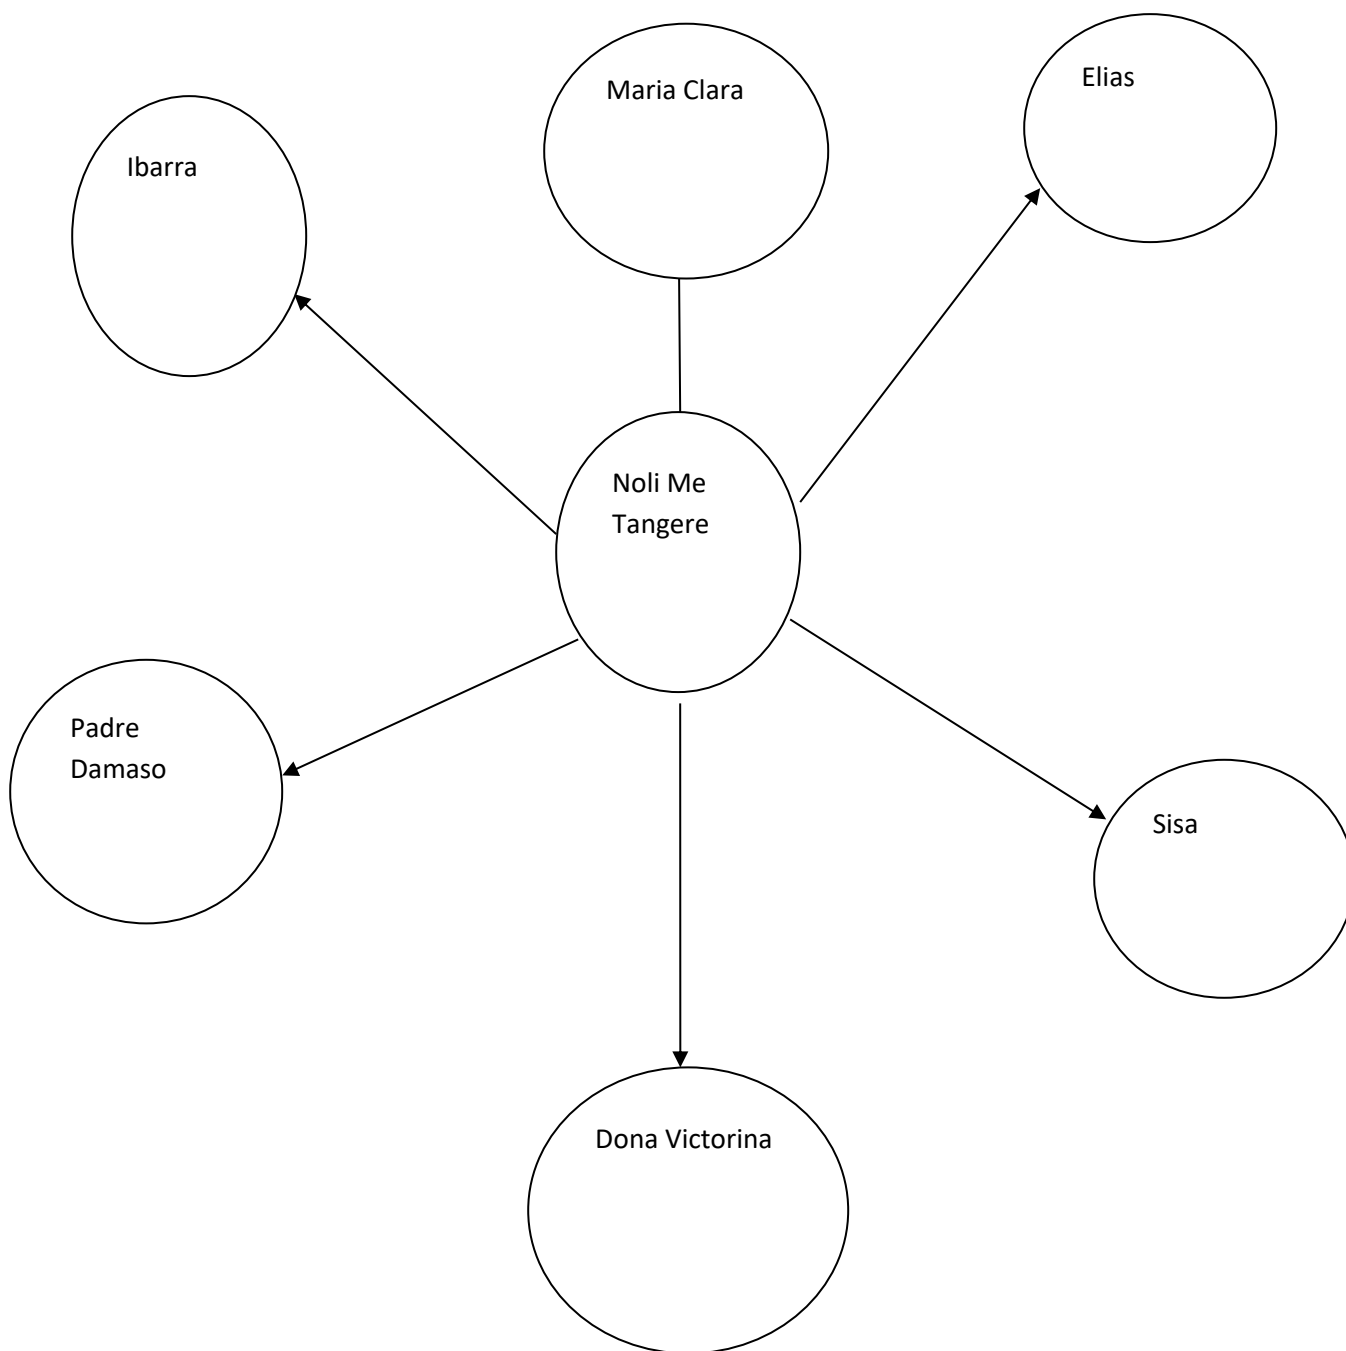 Maria Clara
Elias
Ibarra
Noli Me
Tangere
Padre
Damaso
Sisa
Dona Victorina